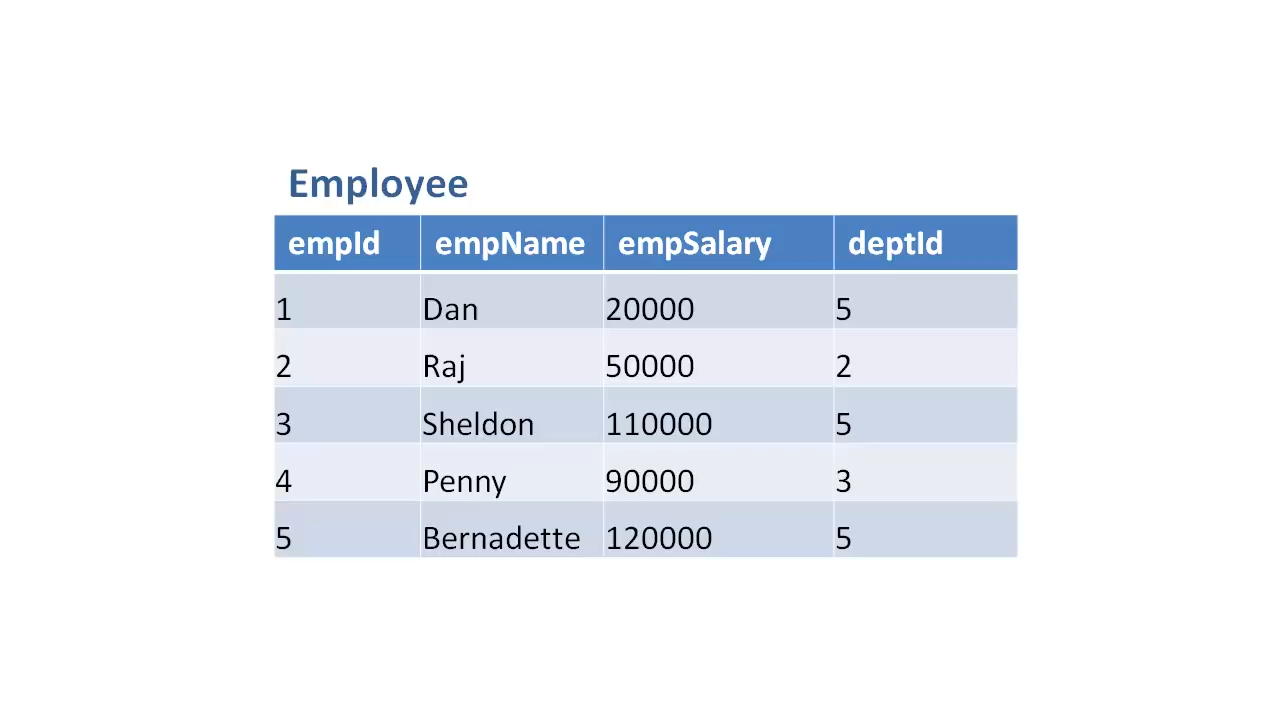 Employee
empId empName empSalary deptId
1 Dan 20000 5
2 Raj 50000 2
3 Sheldon 110000 5
4 Penny 90000 3
5 Bernadette 120000 5